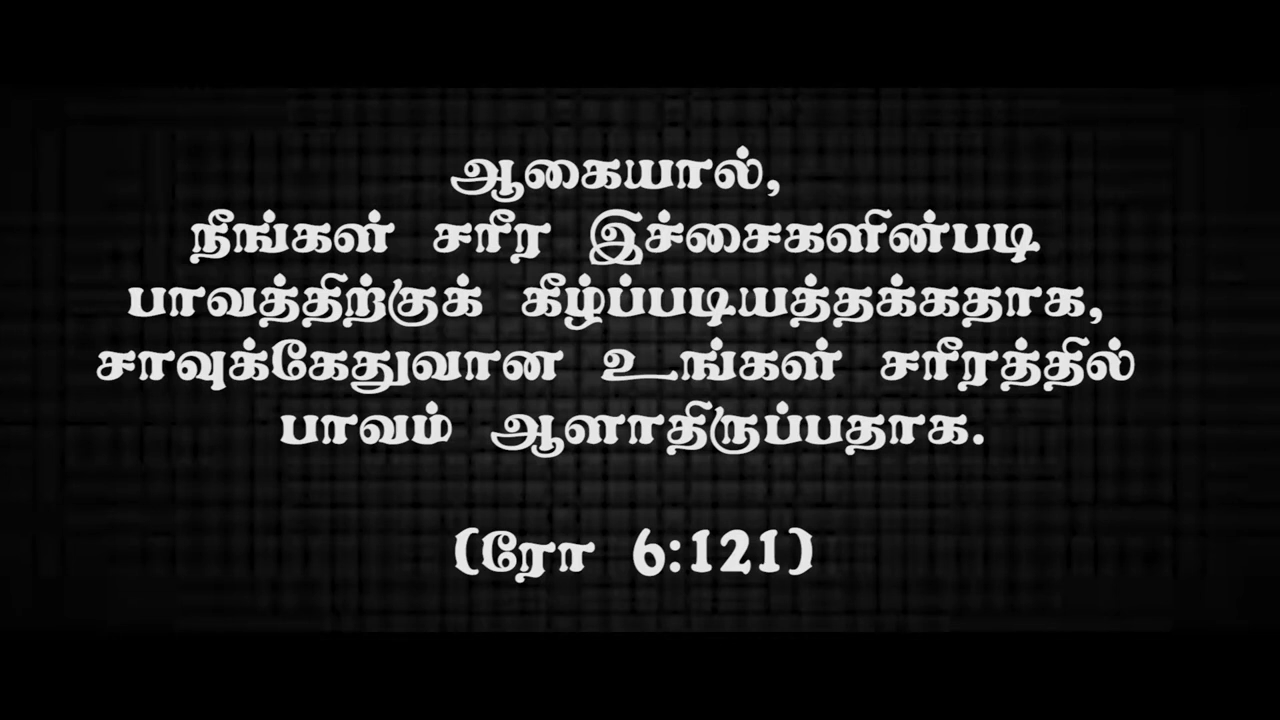 ஆகையால்,
நீங்கள் சரீர இச்சைகளின்படி
பாவத்திற்குக் கீழ்ப்படியத்தக்கதாக,
சாவுக்கேதுவான உங்கள் சரீரத்தில்
பாவம் ஆளாதிருப்பதாக.
(ரோ 6:121)